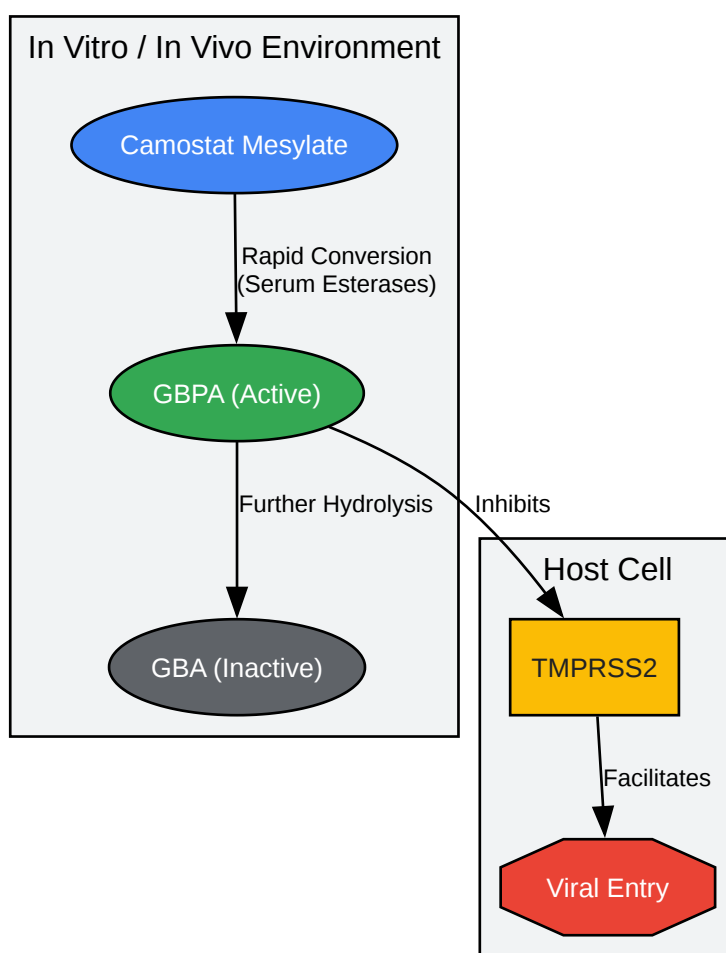 In Vitro / In Vivo Environment
Camostat Mesylate
Rapid Conversion
(Serum Esterases)
GBPA (Active)
Further Hydrolysis
Inhibits
Host Cell
GBA (Inactive)
TMPRSS2
Facilitates
Viral Entry